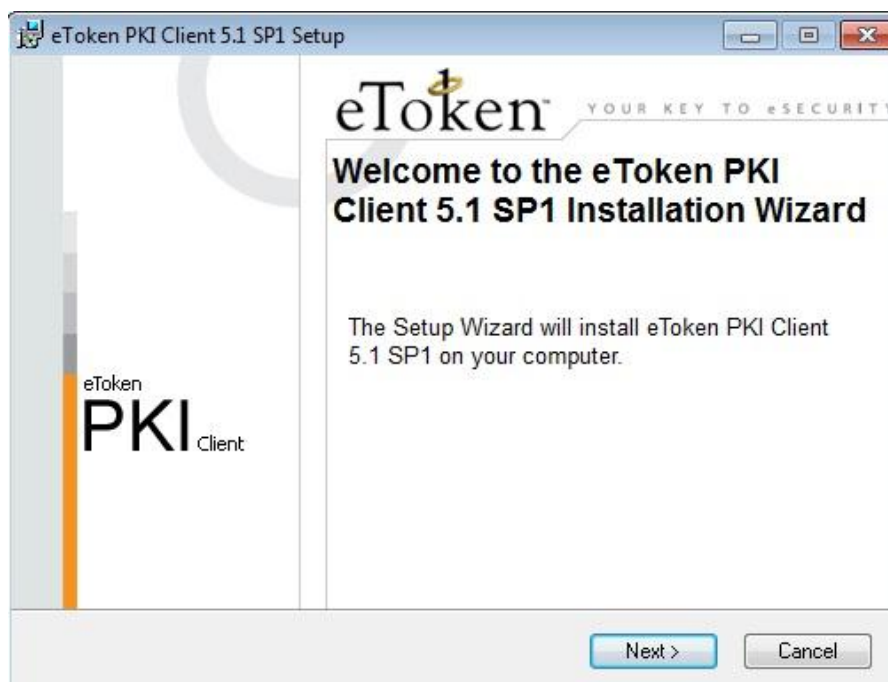 eToken PKI Client 5.1 SP1 Setup
eToken™
YOUR KEY TO eSECURITY
Welcome to the eToken PKI
Client 5.1 SP1 Installation Wizard
The Setup Wizard will install eToken PKI Client
5.1 SP1 on your computer.
eToken
PKI Client
Next >
Cancel